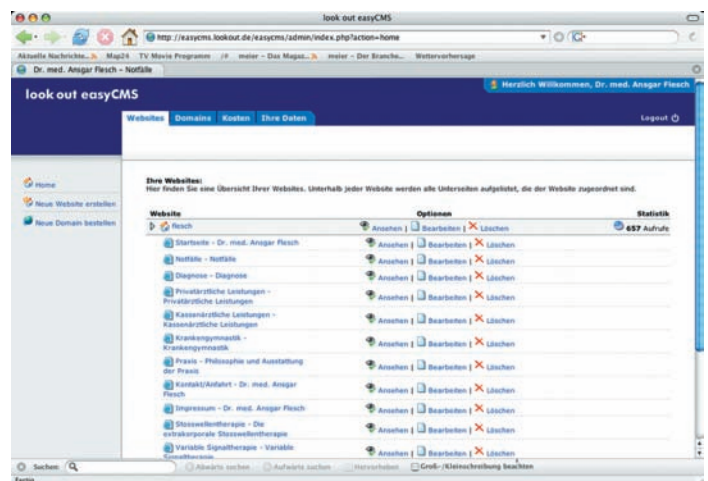 look out easyCMS
http://easycms.lookout.de/easycms/admin/index.php?action=home
Aktuelle Nachrichte... Map24 TV Movie Programm meier - Das Magaz... meier - Der Branche... Wettervorhersage
Dr. med. Ansgar Flesch - Notfälle
Herzlich Willkommen, Dr. med. Ansgar Flesch
look out easyCMS
Websites Domains Kosten Ihre Daten Logout
Home
Neue Website erstellen
Neue Domain bestellen
Ihre Websites:
Hier finden Sie eine Übersicht Ihrer Websites. Unterhalb jeder Website werden alle Unterseiten aufgelistet, die der Website zugeordnet sind.
Website Optionen Statistik
flesch Ansehen | Bearbeiten | Löschen 657 Aufrufe
Startseite - Dr. med. Ansgar Flesch Ansehen | Bearbeiten | Löschen
Notfälle - Notfälle Ansehen | Bearbeiten | Löschen
Diagnose - Diagnose Ansehen | Bearbeiten | Löschen
Privatärztliche Leistungen -
Privatärztliche Leistungen Ansehen | Bearbeiten | Löschen
Kassenärztliche Leistungen -
Kassenärztliche Leistungen Ansehen | Bearbeiten | Löschen
Krankengymnastik -
Krankengymnastik Ansehen | Bearbeiten | Löschen
Praxis - Philosophie und Ausstattung
der Praxis Ansehen | Bearbeiten | Löschen
Kontakt/Anfahrt - Dr. med. Ansgar
Flesch Ansehen | Bearbeiten | Löschen
Impressum - Dr. med. Ansgar Flesch Ansehen | Bearbeiten | Löschen
Stosswellentherapie - Die
extrakorporale Stosswellentherapie Ansehen | Bearbeiten | Löschen
Variable Signaltherapie - Variable
Signaltherapie Ansehen | Bearbeiten | Löschen
Suchen Abwärts suchen Aufwärts suchen Hervorheben Groß-/Kleinschreibung beachten
Fertig